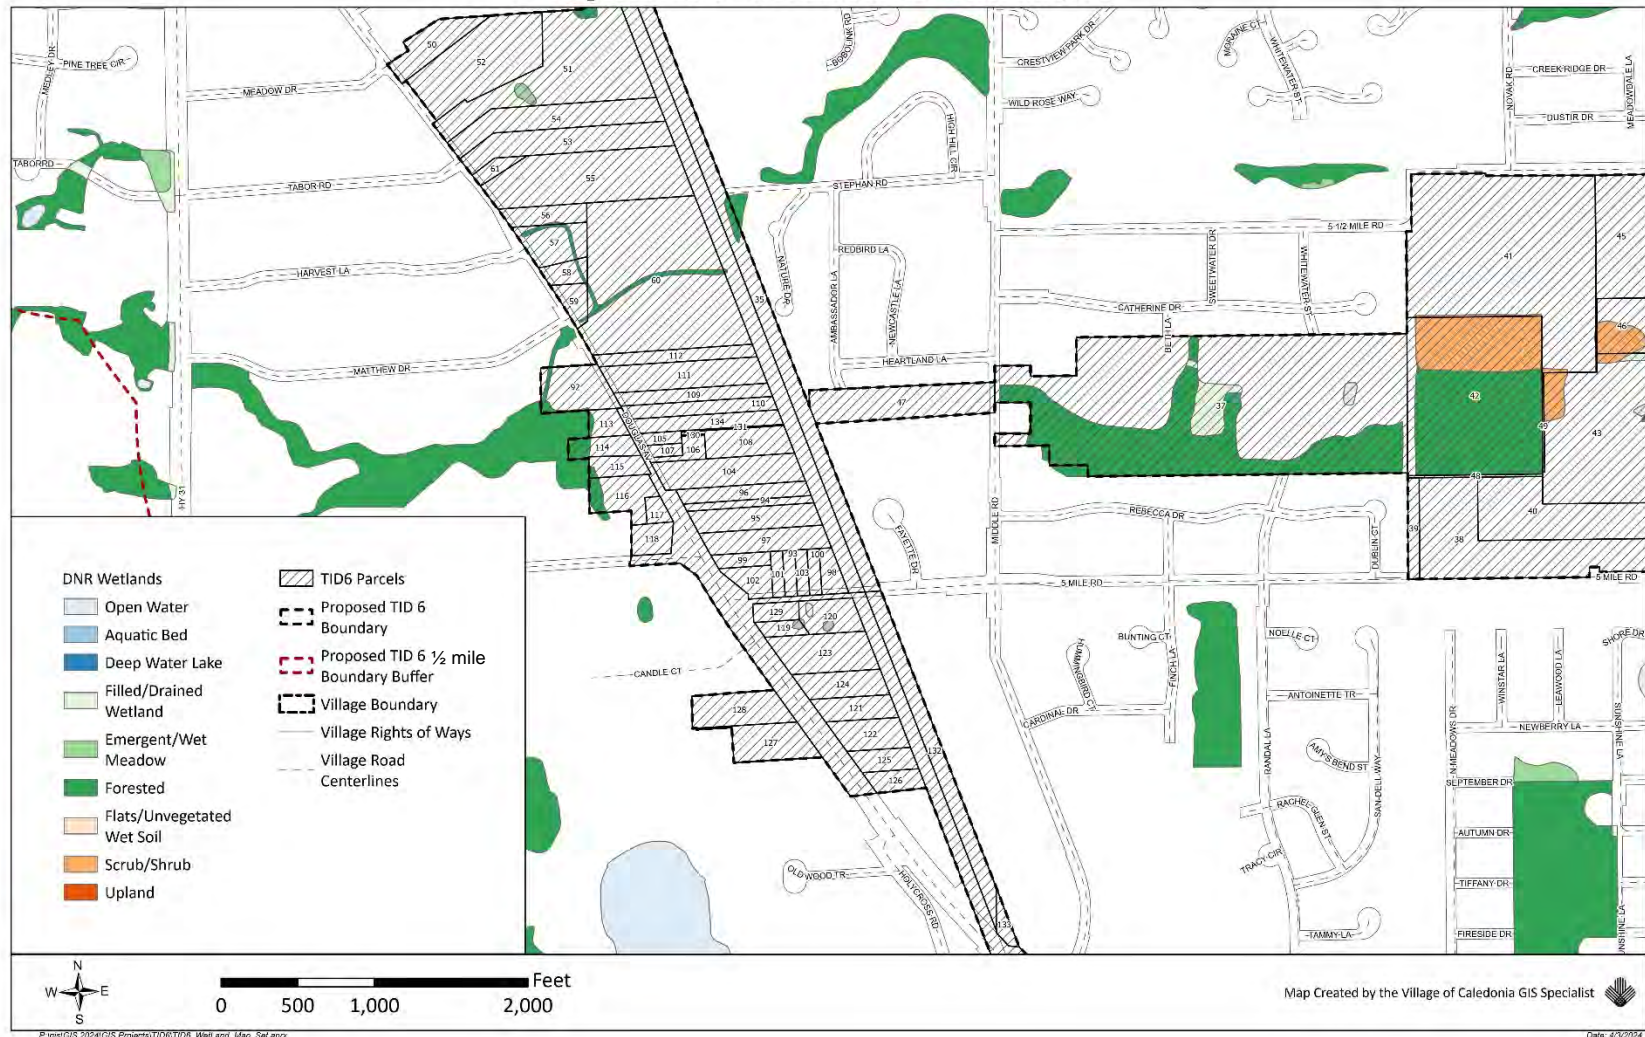 50
52
51
54
53
61
55
56
57
58
59
60
35
112
111
109
110
134
131
92
113
114
115
116
117
118
105
107
130
106
108
104
96
94
95
97
99
102
101
93
103
100
98
129
119
120
123
124
121
122
125
126
128
127
132
133
47
37
41
45
46
42
49
43
48
40
39
38
PINE TREE CIR
MEDLEY DR
MEADOW DR
TABOR RD
TABOR RD
HARVEST LA
MATTHEW DR
HY 31
DOUGLAS AV
BOBOLINK RD
CRESTVIEW PARK DR
WILD ROSE WAY
HIGH HILL CIR
STEPHAN RD
NATURE DR
REDBIRD LA
AMBASSADOR LA
NEWCASTLE LA
HEARTLAND LA
MORAINE CT
WHITEWATER ST
NOVAK RD
CREEK RIDGE DR
MEADOWDALE LA
DUSTIR DR
5 1/2 MILE RD
SWEETWATER DR
WHITEWATER ST
CATHERINE DR
BETH LA
MIDDLE RD
REBECCA DR
DUBLIN CT
FAYETTE DR
5 MILE RD
5 MILE RD
CANDLE CT
BUNTING CT
FINCH LA
HUMMINGBIRD CT
CARDINAL DR
NOELLE CT
ANTOINETTE TR
RANDAL LA
AMY'S BEND ST
SAN-DELL WAY
RACHEL GLEN ST
TRACY CIR
TAMMY LA
OLD WOOD TR
HOLYCROSS RD
SHORE DR
WINSTAR LA
LEAWOOD LA
NEWBERRY LA
N MEADOWS DR
SUNSHINE LA
SEPTEMBER DR
AUTUMN DR
TIFFANY DR
FIRESIDE DR
UNSHINE LA
DNR Wetlands
Open Water
Aquatic Bed
Deep Water Lake
Filled/Drained
Wetland
Emergent/Wet
Meadow
Forested
Flats/Unvegetated
Wet Soil
Scrub/Shrub
Upland
TID6 Parcels
Proposed TID 6
Boundary
Proposed TID 6 ½ mile
Boundary Buffer
Village Boundary
Village Rights of Ways
Village Road
Centerlines
N
W E
S
Feet
0 500 1,000 2,000
Map Created by the Village of Caledonia GIS Specialist
Date: 4/3/2024